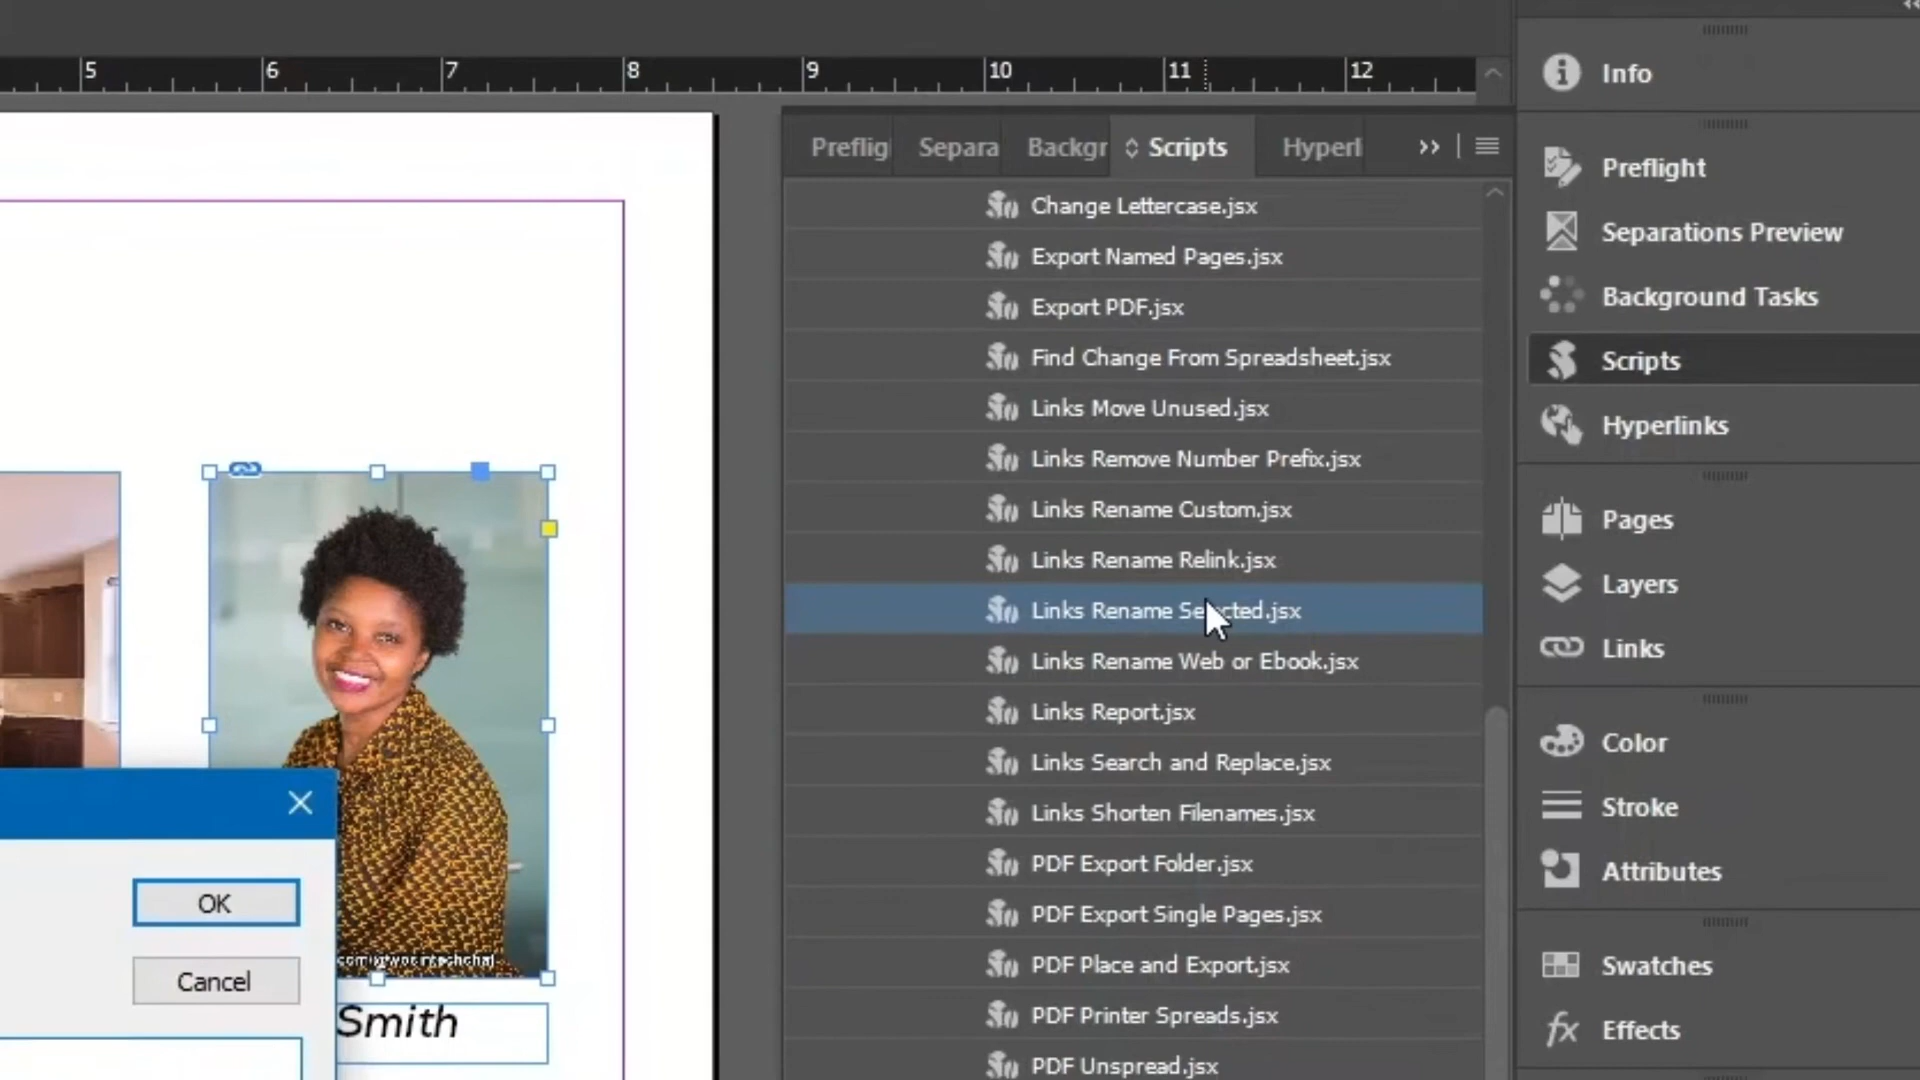 5 6 7 8 9 10 11 12
Preflig Separa Backgr Scripts Hyperl
Change Lettercase.jsx
Export Named Pages.jsx
Export PDF.jsx
Find Change From Spreadsheet.jsx
Links Move Unused.jsx
Links Remove Number Prefix.jsx
Links Rename Custom.jsx
Links Rename Relink.jsx
Links Rename Selected.jsx
Links Rename Web or Ebook.jsx
Links Report.jsx
Links Search and Replace.jsx
Links Shorten Filenames.jsx
PDF Export Folder.jsx
PDF Export Single Pages.jsx
PDF Place and Export.jsx
PDF Printer Spreads.jsx
PDF Unspread.jsx
Info
Preflight
Separations Preview
Background Tasks
Scripts
Hyperlinks
Pages
Layers
Links
Color
Stroke
Attributes
Swatches
fx Effects
OK
Cancel
Smith